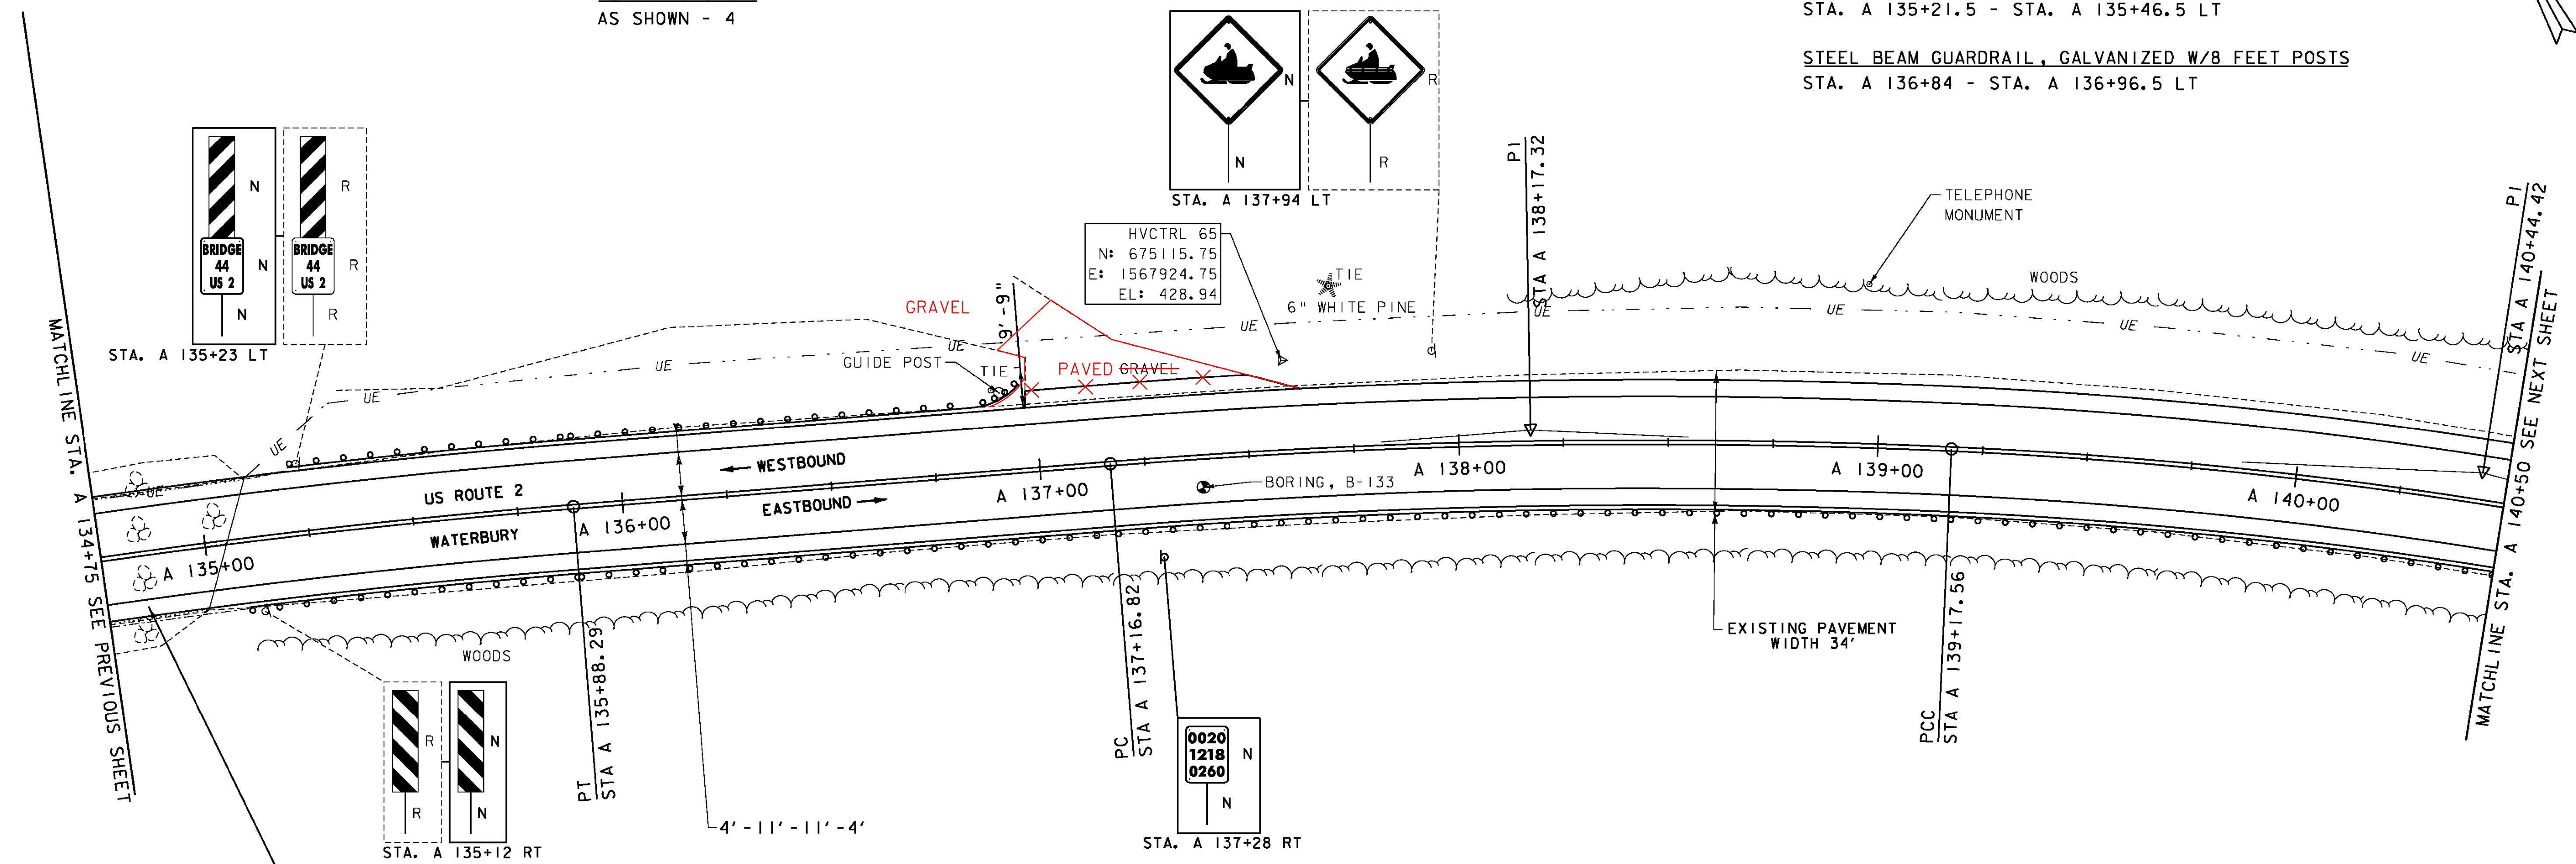 AS SHOWN - 4
STA. A 135+21.5 - STA. A 135+46.5 LT
STEEL BEAM GUARDRAIL, GALVANIZED W/8 FEET POSTS
STA. A 136+84 - STA. A 136+96.5 LT
N
R
N
R
STA. A 137+94 LT
N
R
BRIDGE
44
US 2
N
BRIDGE
44
US 2
R
N
R
STA. A 135+23 LT
HVCTRL 65
N: 675115.75
E: 1567924.75
EL: 428.94
TIE
6" WHITE PINE
PI
STA A 138+17.32
TELEPHONE
MONUMENT
WOODS
PI
STA A 140+44.42
GRAVEL
9'-9"
GUIDE POST
TIE
PAVED GRAVEL
UE
UE
UE
UE
UE
UE
UE
UE
UE
UE
MATCHLINE STA. A 134+75 SEE PREVIOUS SHEET
MATCHLINE STA. A 140+50 SEE NEXT SHEET
WESTBOUND
US ROUTE 2
EASTBOUND
WATERBURY
A 135+00
A 136+00
A 137+00
A 138+00
A 139+00
A 140+00
BORING, B-133
WOODS
EXISTING PAVEMENT
WIDTH 34'
PT
STA A 135+88.29
PC
STA A 137+16.82
PCC
STA A 139+17.56
R
N
R
N
STA. A 135+12 RT
4'-11'-11'-4'
0020
1218
0260
N
N
STA. A 137+28 RT